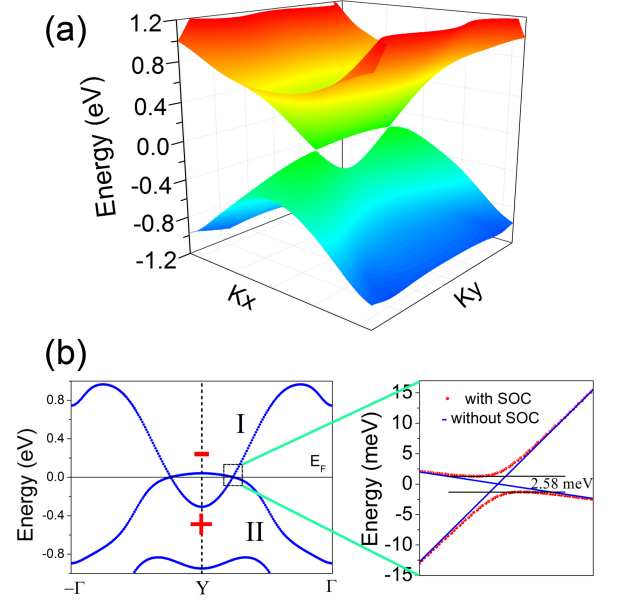 (a)
1.2
0.8
0.4
0.0
-0.4
-0.8
-1.2
Energy (eV)
Kx
Ky
(b)
Energy (eV)
0.8
0.4
0.0
-0.4
-0.8
I
II
E_F
−Γ
Y
Γ
Energy (meV)
15
10
5
0
-5
-10
-15
with SOC
without SOC
2.58 meV